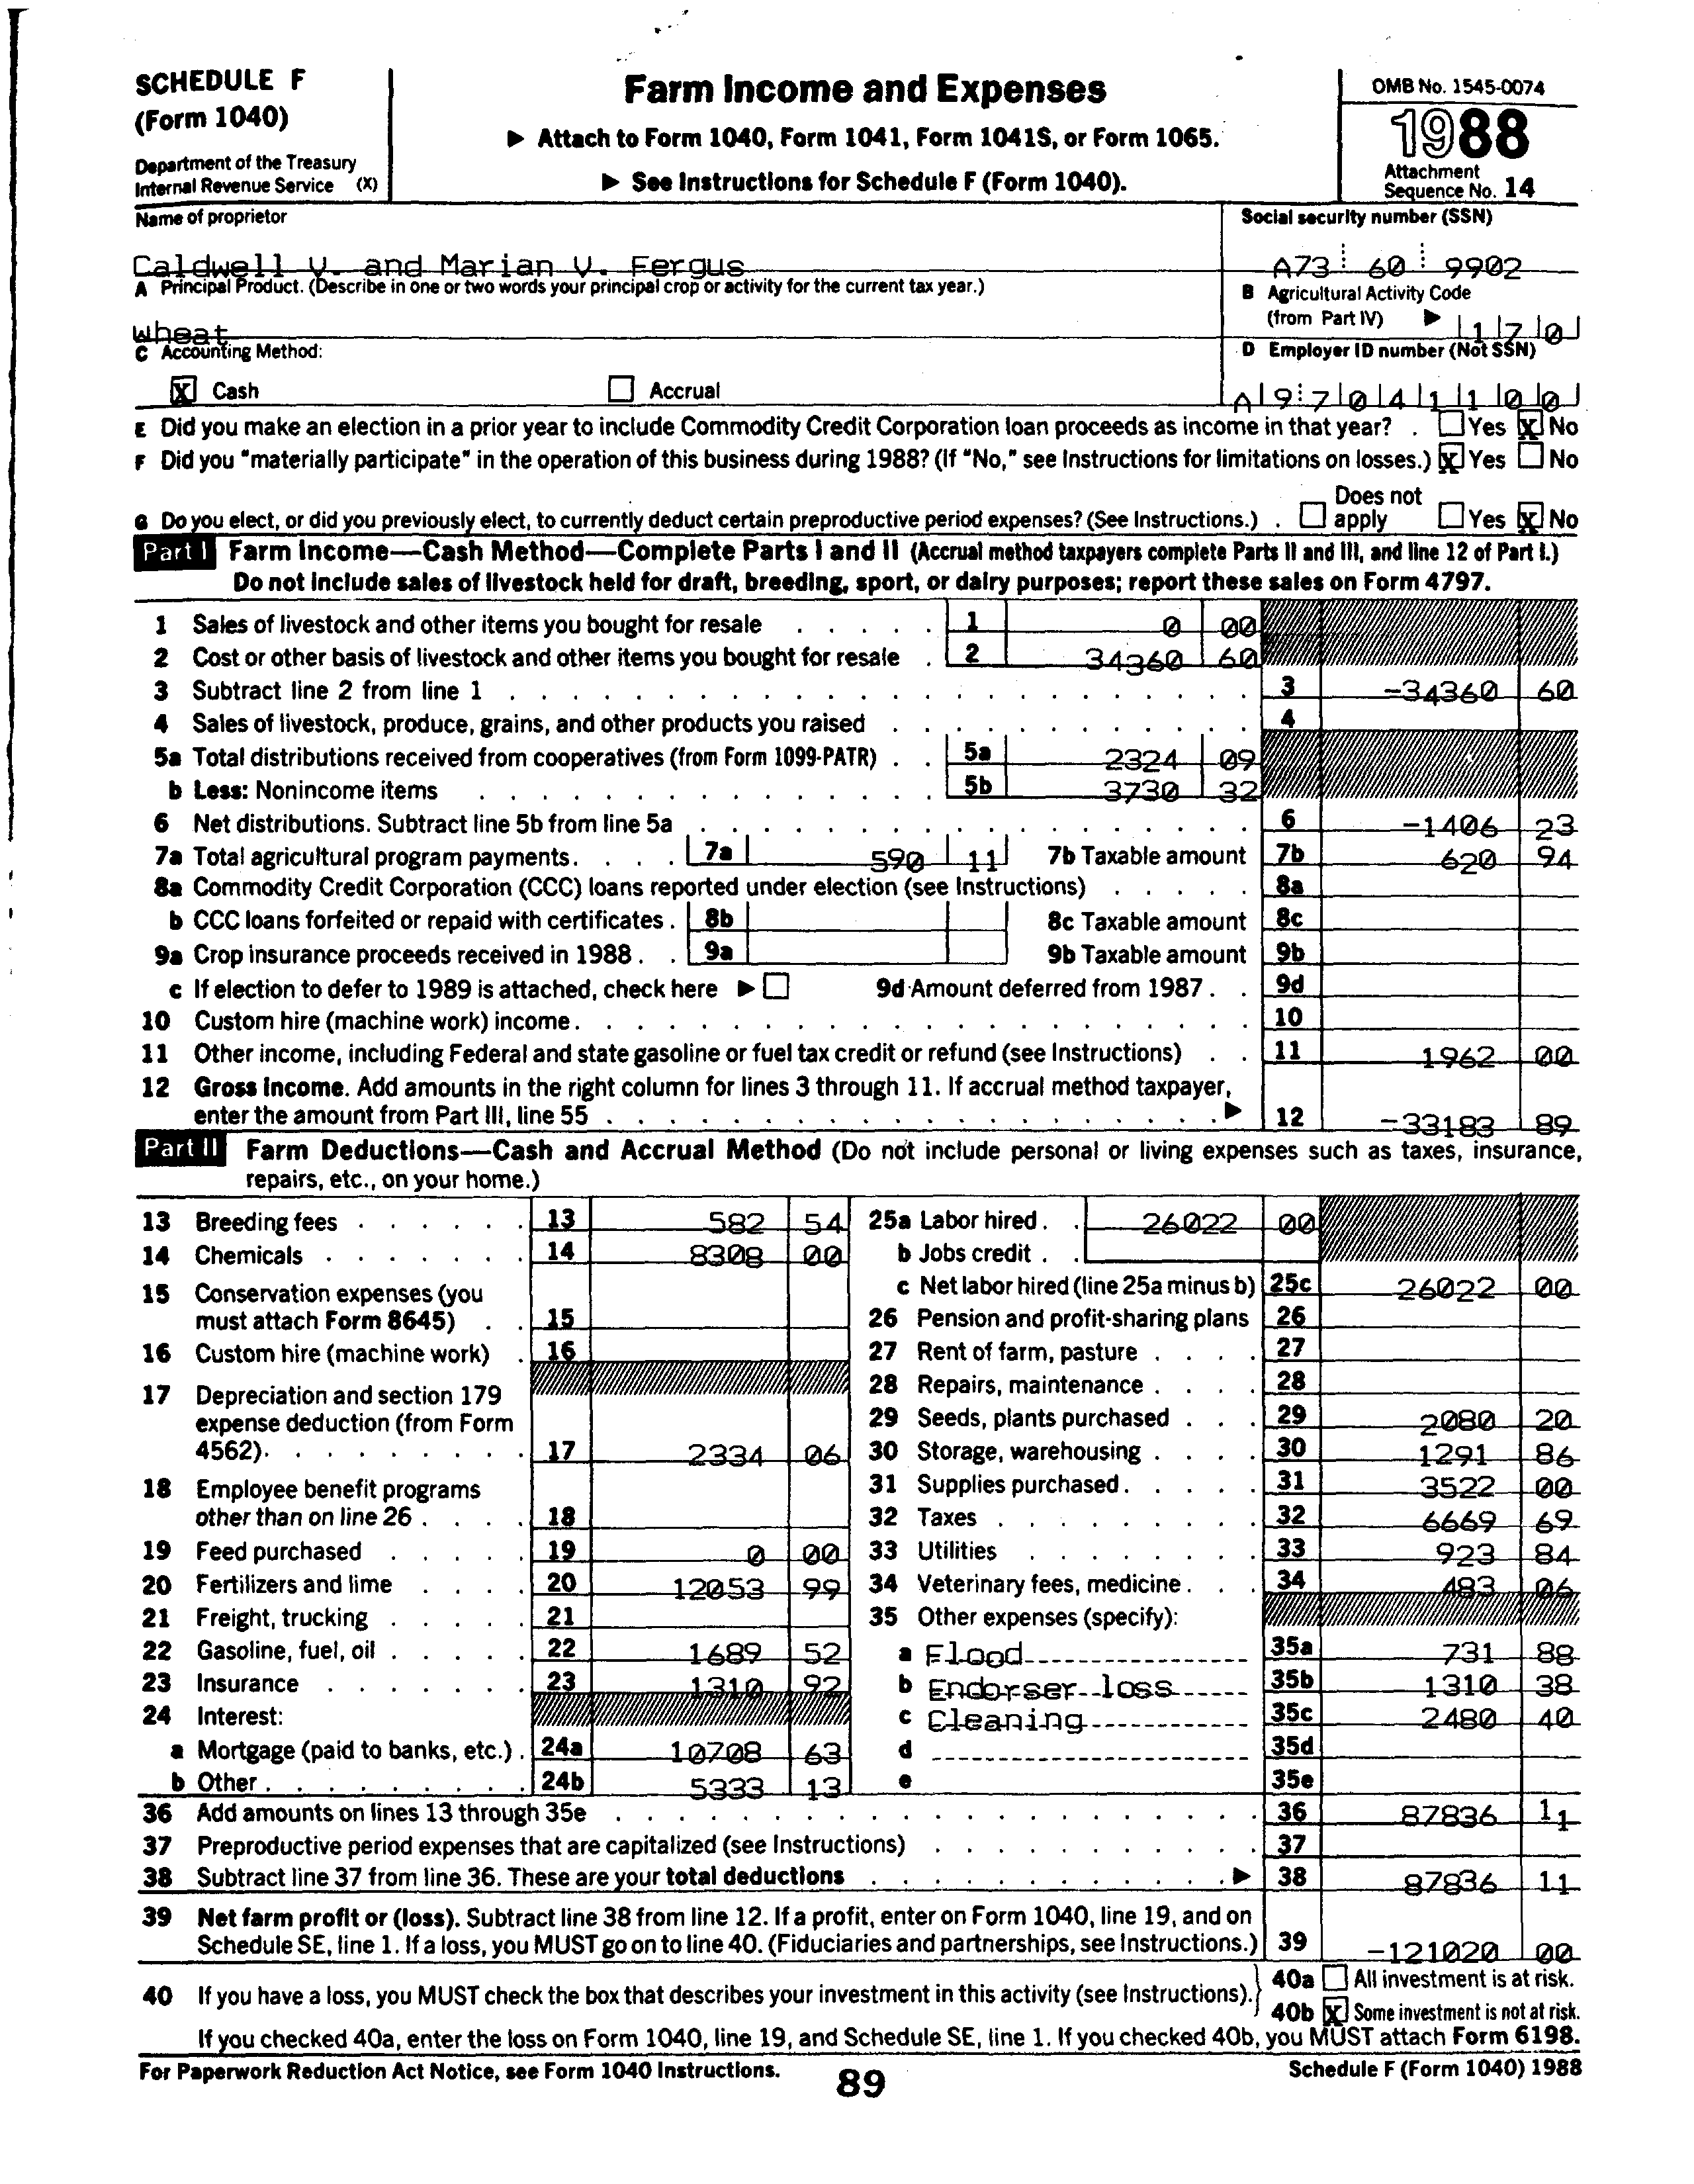 SCHEDULE F
(Form 1040)
Department of the Treasury
Internal Revenue Service (X)
Farm Income and Expenses
▶ Attach to Form 1040, Form 1041, Form 1041S, or Form 1065.
▶ See Instructions for Schedule F (Form 1040).
OMB No. 1545-0074
1988
Attachment
Sequence No. 14
Name of proprietor
Caldwell V. and Marian V. Fergus
Social security number (SSN)
A73 60 9902
A Principal Product. (Describe in one or two words your principal crop or activity for the current tax year.)
wheat
B Agricultural Activity Code
(from Part IV) ▶ 1 7 0
C Accounting Method:
X Cash Accrual
D Employer ID number (Not SSN)
A 9 7 0 4 1 1 0 0
E Did you make an election in a prior year to include Commodity Credit Corporation loan proceeds as income in that year? . Yes X No
F Did you "materially participate" in the operation of this business during 1988? (If "No," see Instructions for limitations on losses.) X Yes No
G Do you elect, or did you previously elect, to currently deduct certain preproductive period expenses? (See Instructions.) . Does not apply Yes X No
Part I Farm Income—Cash Method—Complete Parts I and II (Accrual method taxpayers complete Parts II and III, and line 12 of Part I.)
Do not include sales of livestock held for draft, breeding, sport, or dairy purposes; report these sales on Form 4797.
1 Sales of livestock and other items you bought for resale 1 0 00
2 Cost or other basis of livestock and other items you bought for resale 2 34360 60
3 Subtract line 2 from line 1 3 -34360 60
4 Sales of livestock, produce, grains, and other products you raised 4
5a Total distributions received from cooperatives (from Form 1099-PATR) 5a 2324 09
b Less: Nonincome items 5b 3730 32
6 Net distributions. Subtract line 5b from line 5a 6 -1406 23
7a Total agricultural program payments 7a 590 11 7b Taxable amount 7b 620 94
8a Commodity Credit Corporation (CCC) loans reported under election (see Instructions) 8a
b CCC loans forfeited or repaid with certificates 8b 8c Taxable amount 8c
9a Crop insurance proceeds received in 1988 9a 9b Taxable amount 9b
c If election to defer to 1989 is attached, check here ▶ 9d Amount deferred from 1987 9d
10 Custom hire (machine work) income 10
11 Other income, including Federal and state gasoline or fuel tax credit or refund (see Instructions) 11 1962 00
12 Gross income. Add amounts in the right column for lines 3 through 11. If accrual method taxpayer,
enter the amount from Part III, line 55 ▶ 12 -33183 89
Part II Farm Deductions—Cash and Accrual Method (Do not include personal or living expenses such as taxes, insurance,
repairs, etc., on your home.)
13 Breeding fees 13 582 54
14 Chemicals 14 8308 00
15 Conservation expenses (you
must attach Form 8645) 15
16 Custom hire (machine work) 16
17 Depreciation and section 179
expense deduction (from Form
4562) 17 2334 06
18 Employee benefit programs
other than on line 26 18
19 Feed purchased 19 0 00
20 Fertilizers and lime 20 12053 99
21 Freight, trucking 21
22 Gasoline, fuel, oil 22 1689 52
23 Insurance 23 1310 92
24 Interest:
a Mortgage (paid to banks, etc.) 24a 10708 63
b Other 24b 5333 13
25a Labor hired 26022 00
b Jobs credit
c Net labor hired (line 25a minus b) 25c 26022 00
26 Pension and profit-sharing plans 26
27 Rent of farm, pasture 27
28 Repairs, maintenance 28
29 Seeds, plants purchased 29 2080 20
30 Storage, warehousing 30 1291 86
31 Supplies purchased 31 3522 00
32 Taxes 32 6669 69
33 Utilities 33 923 84
34 Veterinary fees, medicine 34 483 06
35 Other expenses (specify):
a Flood 35a 731 88
b Endorser loss 35b 1310 38
c Cleaning 35c 2480 40
d 35d
e 35e
36 Add amounts on lines 13 through 35e 36 87836 11
37 Preproductive period expenses that are capitalized (see Instructions) 37
38 Subtract line 37 from line 36. These are your total deductions ▶ 38 87836 11
39 Net farm profit or (loss). Subtract line 38 from line 12. If a profit, enter on Form 1040, line 19, and on
Schedule SE, line 1. If a loss, you MUST go on to line 40. (Fiduciaries and partnerships, see Instructions.) 39 -121020 00
40 If you have a loss, you MUST check the box that describes your investment in this activity (see Instructions).
40a All investment is at risk.
40b X Some investment is not at risk.
If you checked 40a, enter the loss on Form 1040, line 19, and Schedule SE, line 1. If you checked 40b, you MUST attach Form 6198.
For Paperwork Reduction Act Notice, see Form 1040 Instructions.
89
Schedule F (Form 1040) 1988